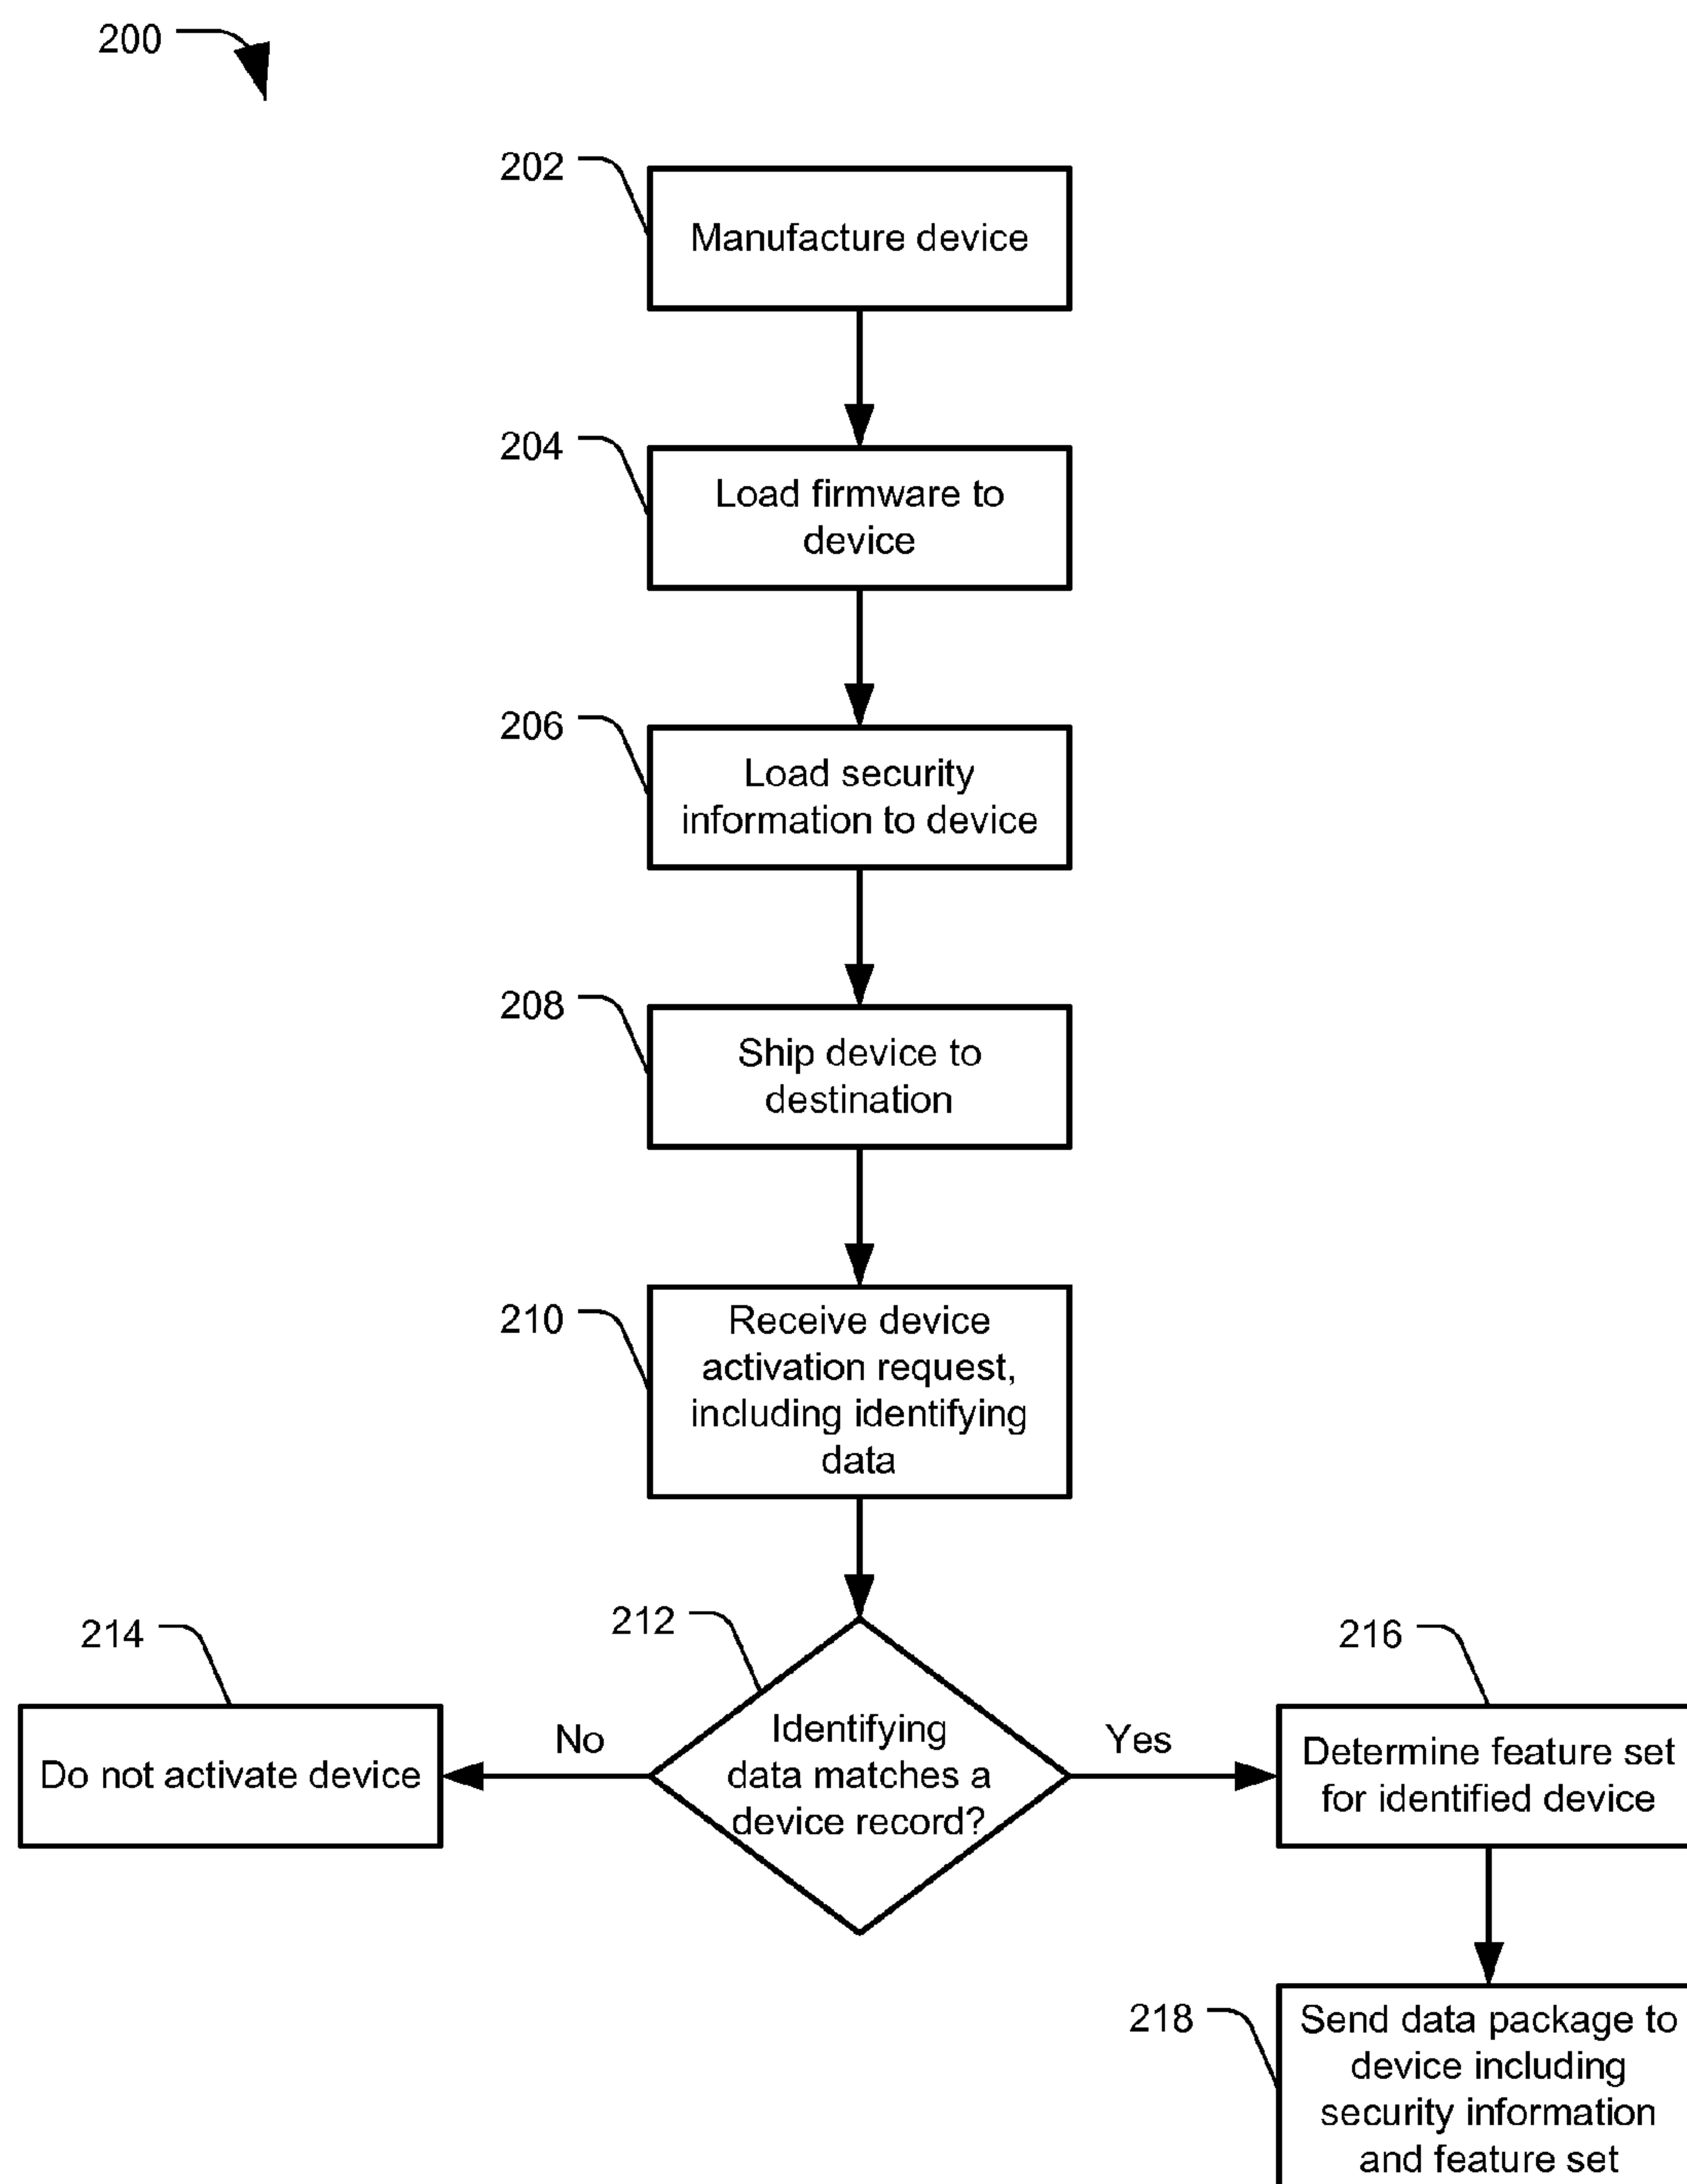 200
202
Manufacture device
204
Load firmware to
device
206
Load security
information to device
208
Ship device to
destination
210
Receive device
activation request,
including identifying
data
212
214
216
Identifying
data matches a
device record?
No
Yes
Do not activate device
Determine feature set
for identified device
218
Send data package to
device including
security information
and feature set